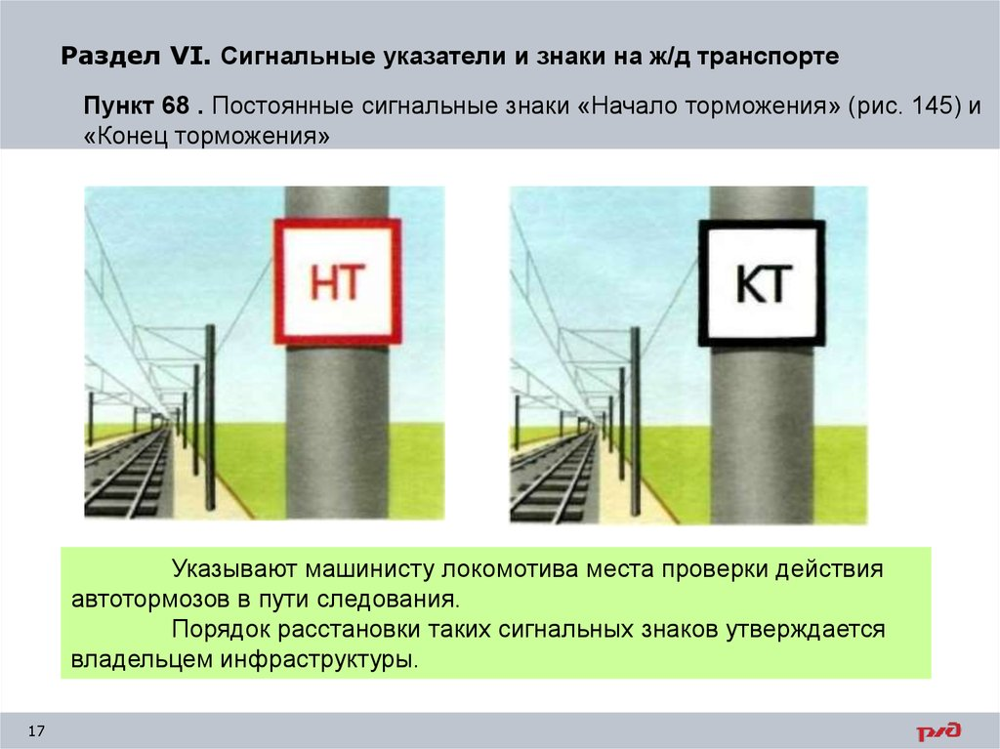 Раздел VI. Сигнальные указатели и знаки на ж/д транспорте
Пункт 68 . Постоянные сигнальные знаки «Начало торможения» (рис. 145) и
«Конец торможения»
НТ
КТ
Указывают машинисту локомотива места проверки действия
автотормозов в пути следования.
Порядок расстановки таких сигнальных знаков утверждается
владельцем инфраструктуры.
17
РЖД